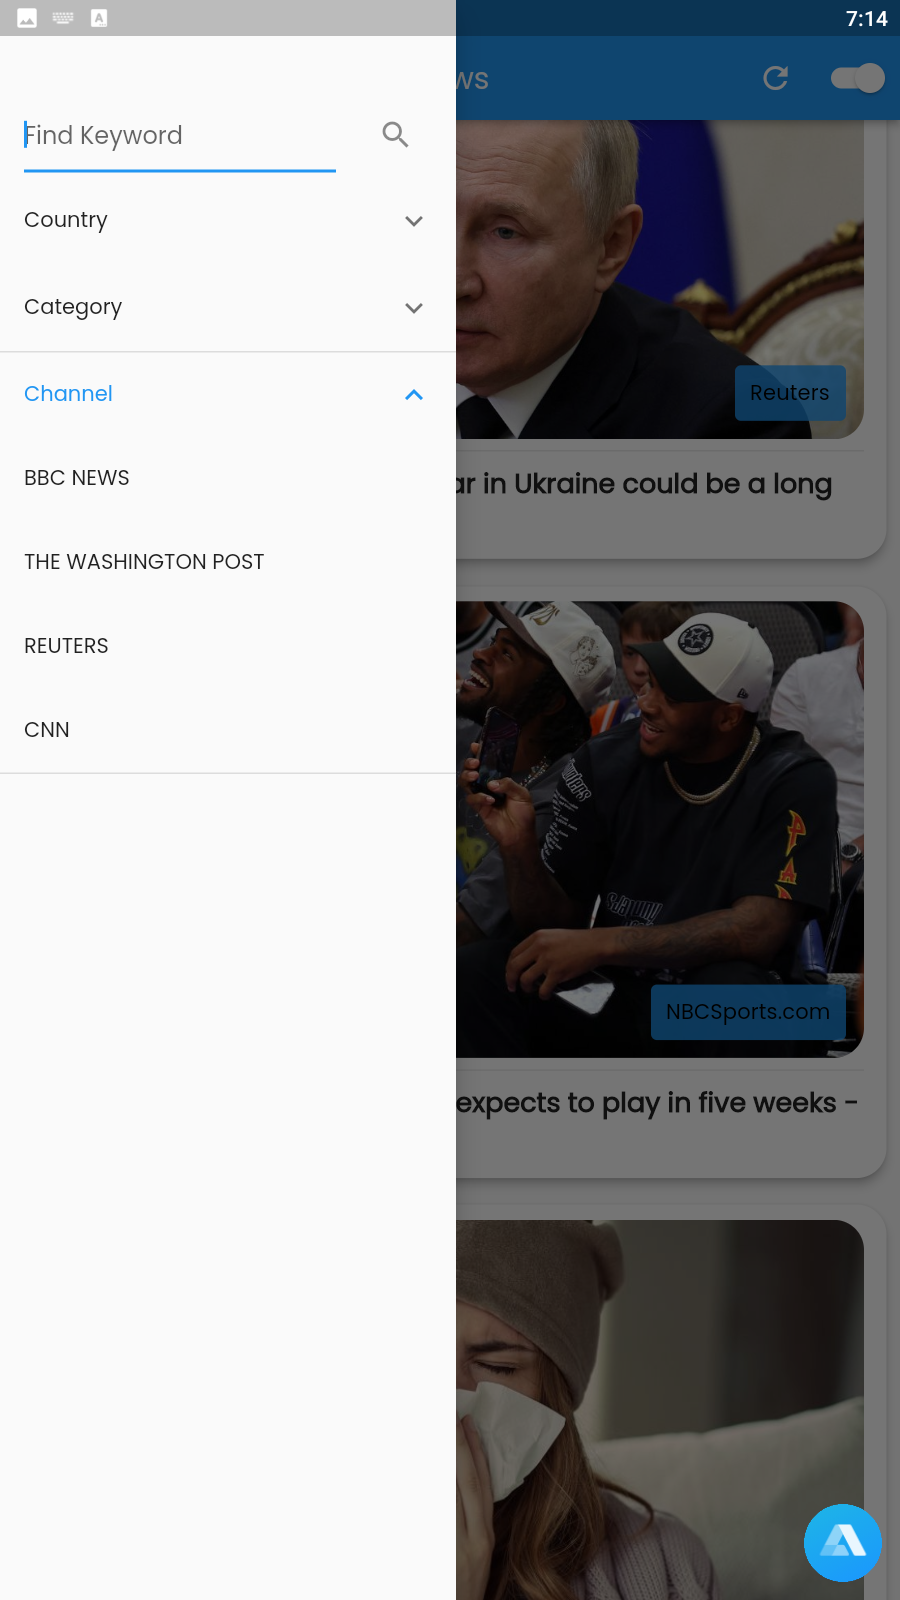 7:14
ws
Find Keyword
Country
Category
Channel
BBC NEWS
THE WASHINGTON POST
REUTERS
CNN
Reuters
ar in Ukraine could be a long
NBCSports.com
expects to play in five weeks -